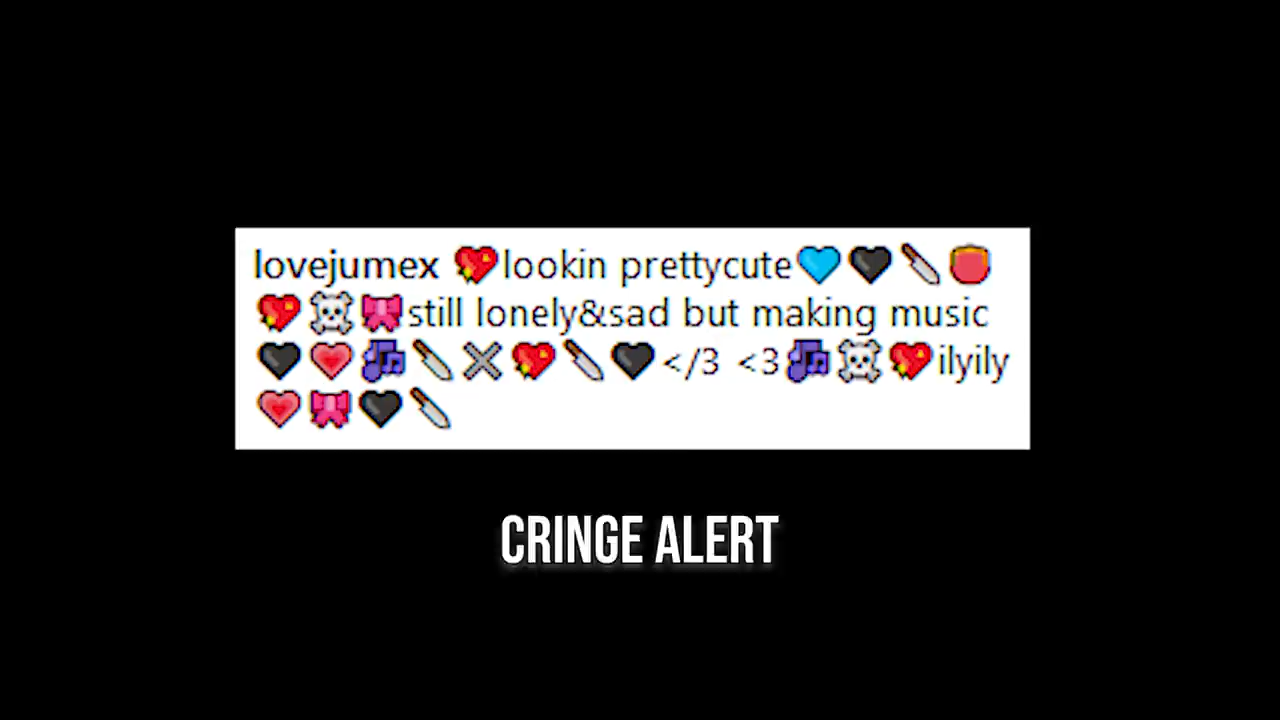 lovejumex 💖lookin prettycute💙🖤🔪👝
💖☠🎀still lonely&sad but making music
🖤💗🎶🔪✖💖🔪🖤</3 <3🎶☠💖ilyily
💗🎀🖤🔪
CRINGE ALERT